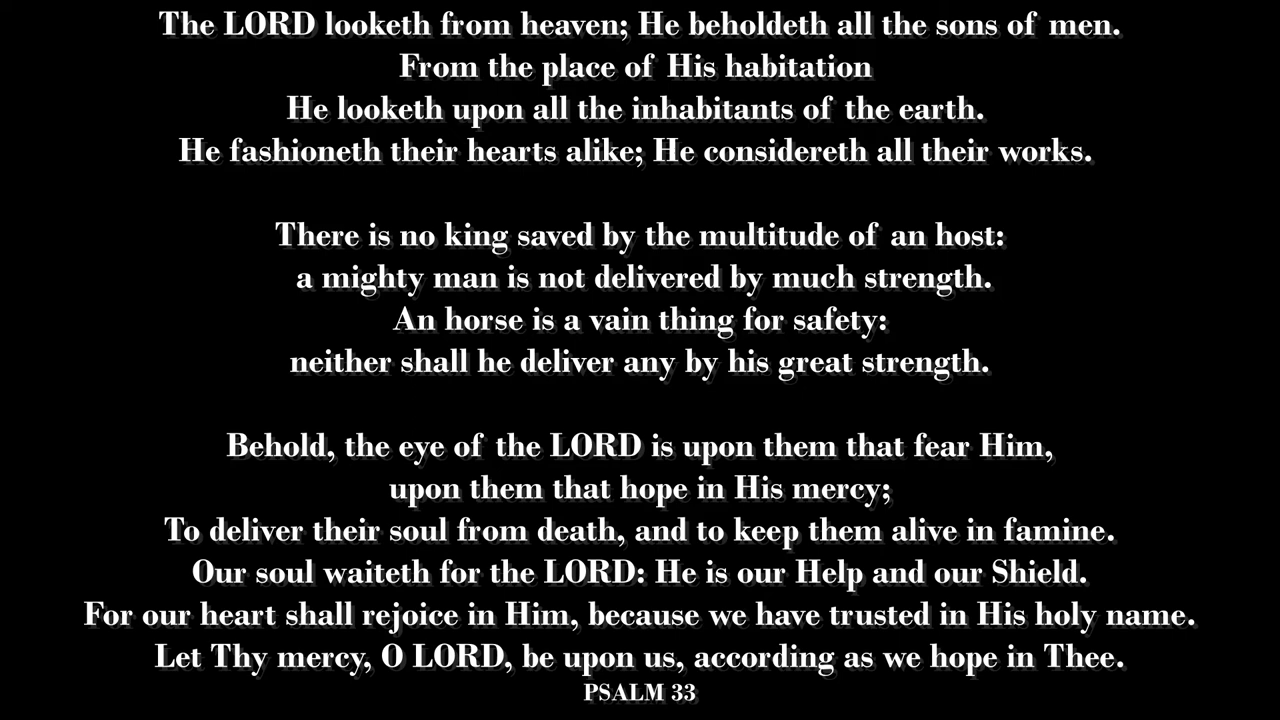 The LORD looketh from heaven; He beholdeth all the sons of men.
From the place of His habitation
He looketh upon all the inhabitants of the earth.
He fashioneth their hearts alike; He considereth all their works.
There is no king saved by the multitude of an host:
a mighty man is not delivered by much strength.
An horse is a vain thing for safety:
neither shall he deliver any by his great strength.
Behold, the eye of the LORD is upon them that fear Him,
upon them that hope in His mercy;
To deliver their soul from death, and to keep them alive in famine.
Our soul waiteth for the LORD: He is our Help and our Shield.
For our heart shall rejoice in Him, because we have trusted in His holy name.
Let Thy mercy, O LORD, be upon us, according as we hope in Thee.
PSALM 33